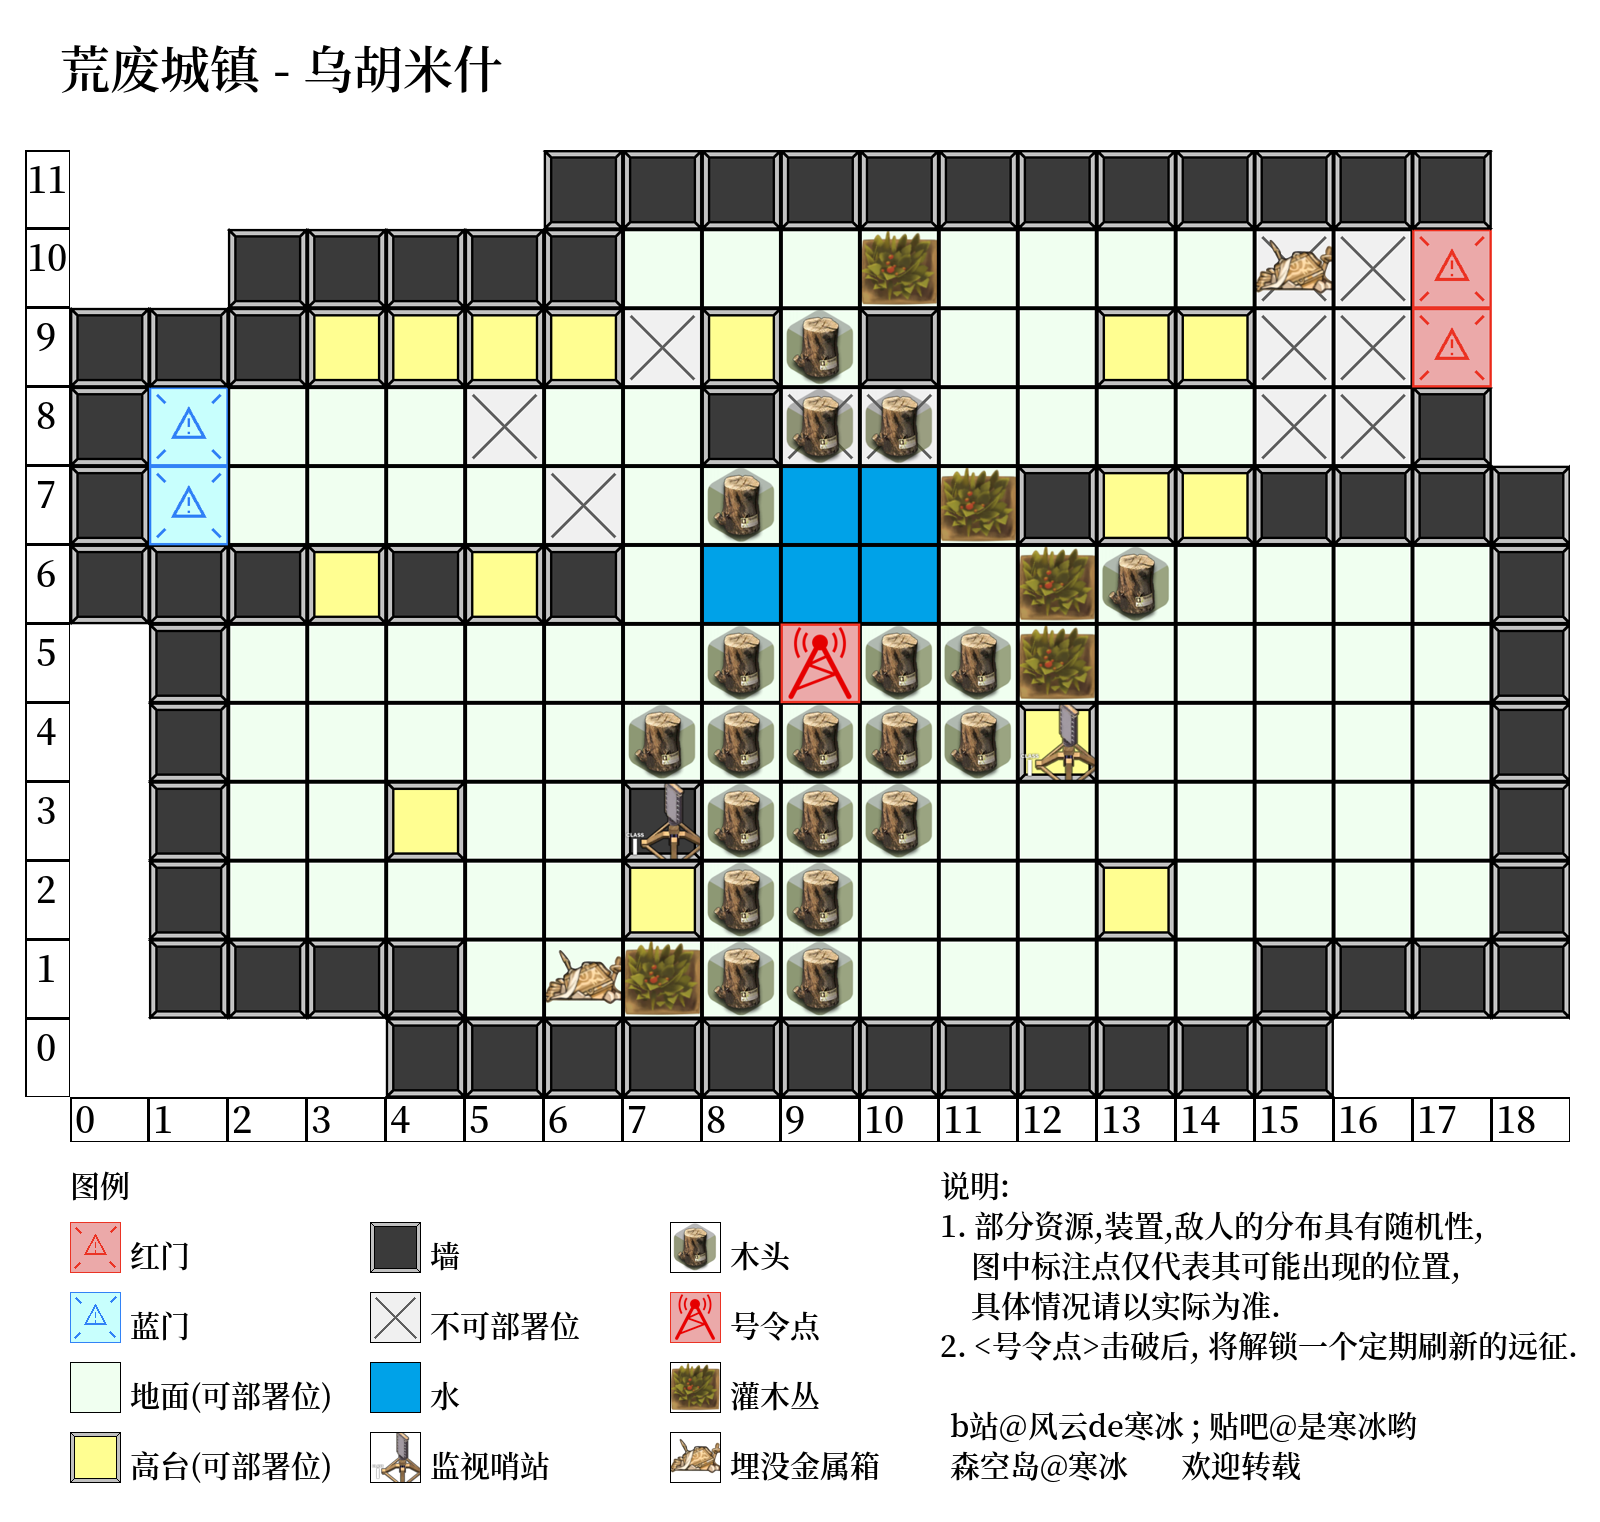 荒废城镇 - 乌胡米什
11
10
9
8
7
6
5
4
3
2
1
0
0 1 2 3 4 5 6 7 8 9 10 11 12 13 14 15 16 17 18
图例
红门
墙
木头
蓝门
不可部署位
号令点
地面(可部署位)
水
灌木丛
高台(可部署位)
监视哨站
埋没金属箱
说明:
1. 部分资源,装置,敌人的分布具有随机性,
图中标注点仅代表其可能出现的位置,
具体情况请以实际为准.
2. <号令点>击破后, 将解锁一个定期刷新的远征.
b站@风云de寒冰 ; 贴吧@是寒冰哟
森空岛@寒冰 欢迎转载